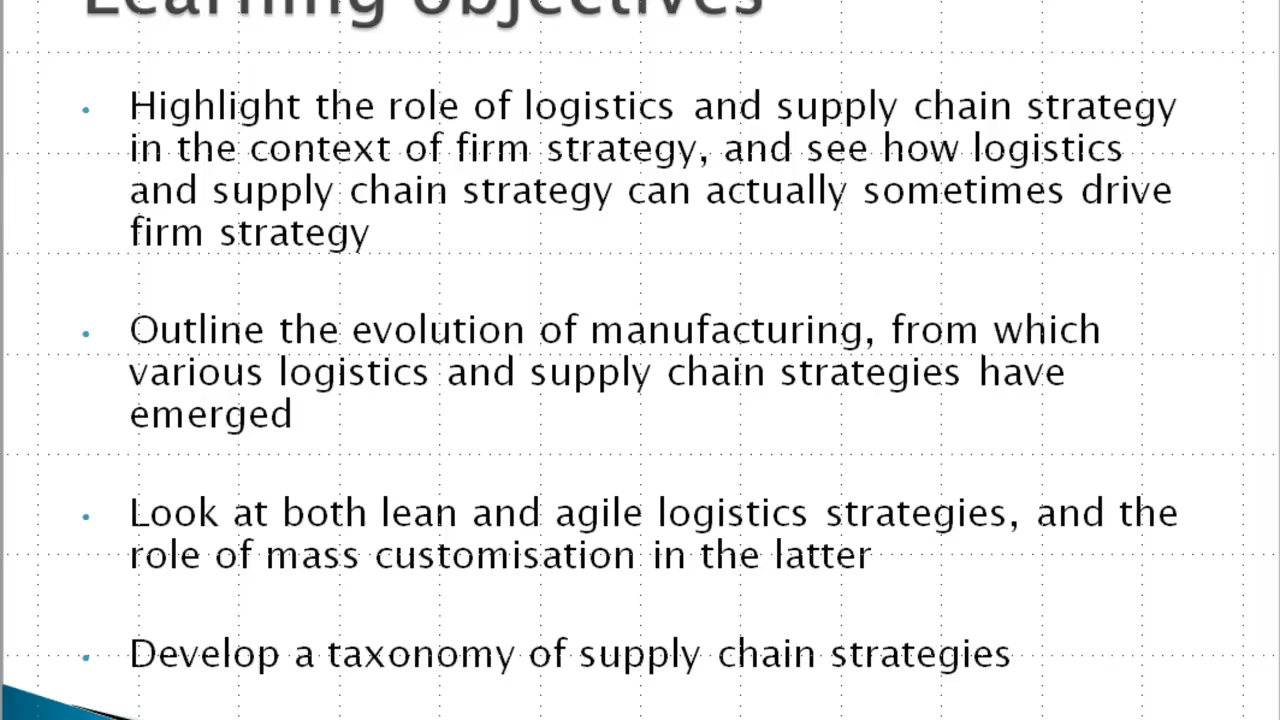 Learning objectives
• Highlight the role of logistics and supply chain strategy
in the context of firm strategy, and see how logistics
and supply chain strategy can actually sometimes drive
firm strategy
• Outline the evolution of manufacturing, from which
various logistics and supply chain strategies have
emerged
• Look at both lean and agile logistics strategies, and the
role of mass customisation in the latter
• Develop a taxonomy of supply chain strategies